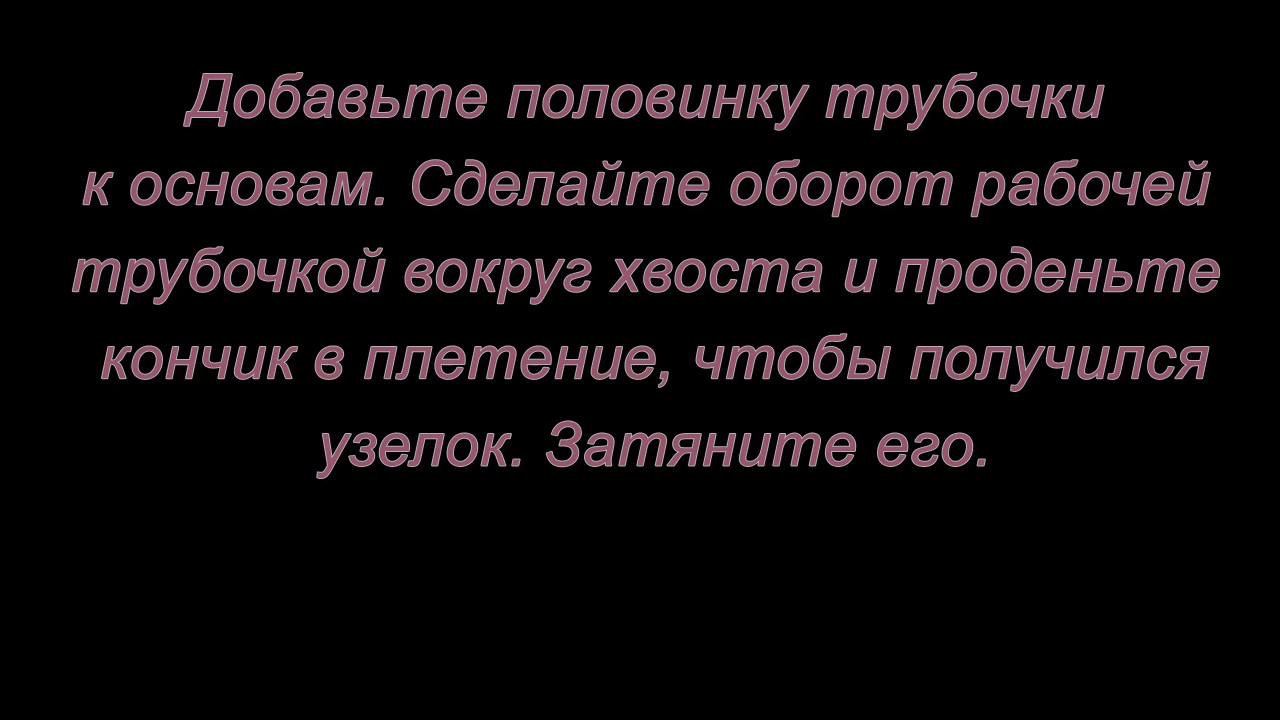 Добавьте половинку трубочки
к основам. Сделайте оборот рабочей
трубочкой вокруг хвоста и проденьте
кончик в плетение, чтобы получился
узелок. Затяните его.